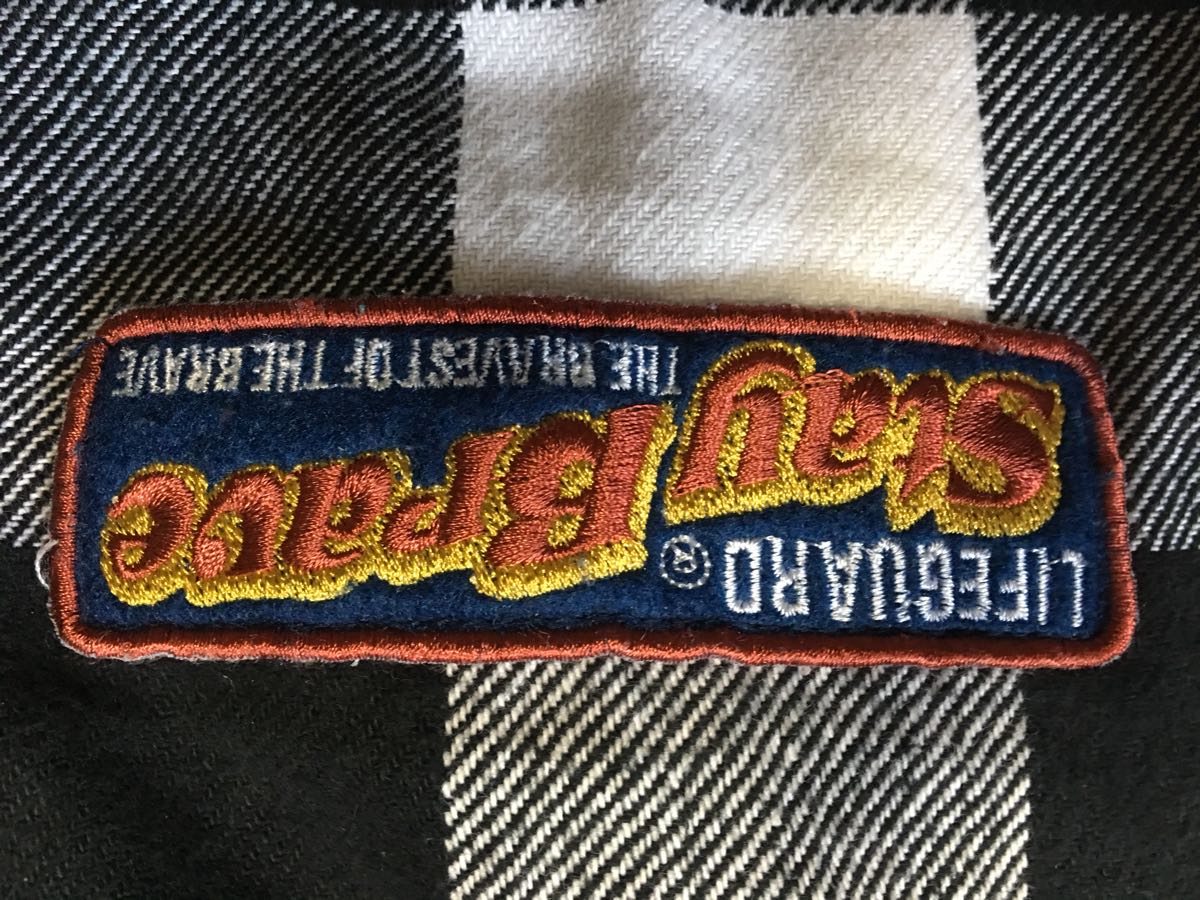 LIFEGUARD
Stay Brave ®
THE BRAVEST OF THE BRAVE